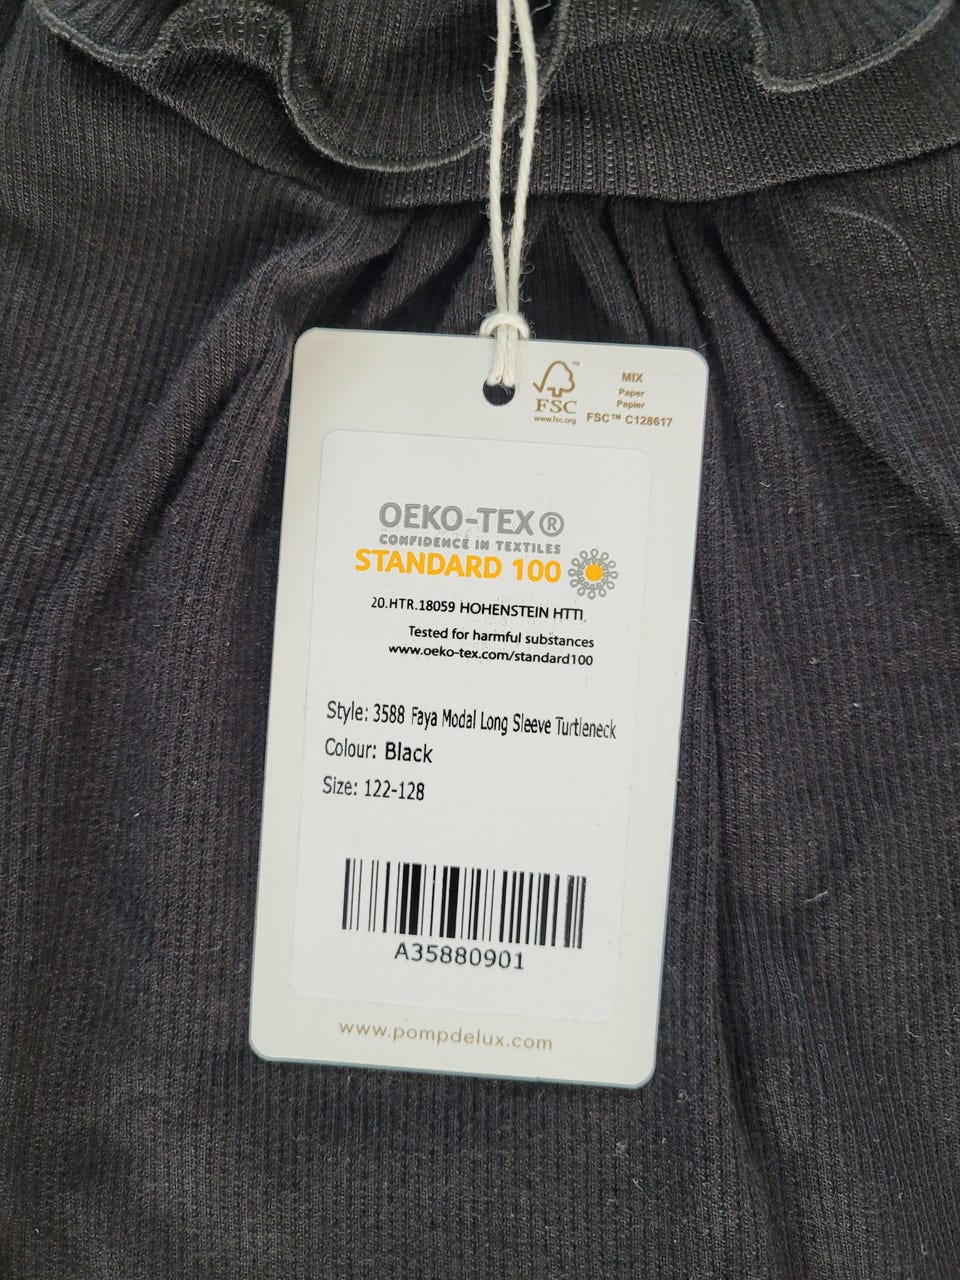 FSC™
www.fsc.org
MIX
Paper
Papier
FSC™ C128617
OEKO-TEX®
CONFIDENCE IN TEXTILES
STANDARD 100
20.HTR.18059 HOHENSTEIN HTTI
Tested for harmful substances
www.oeko-tex.com/standard100
Style: 3588 Faya Modal Long Sleeve Turtleneck
Colour: Black
Size: 122-128
A35880901
www.pompdelux.com